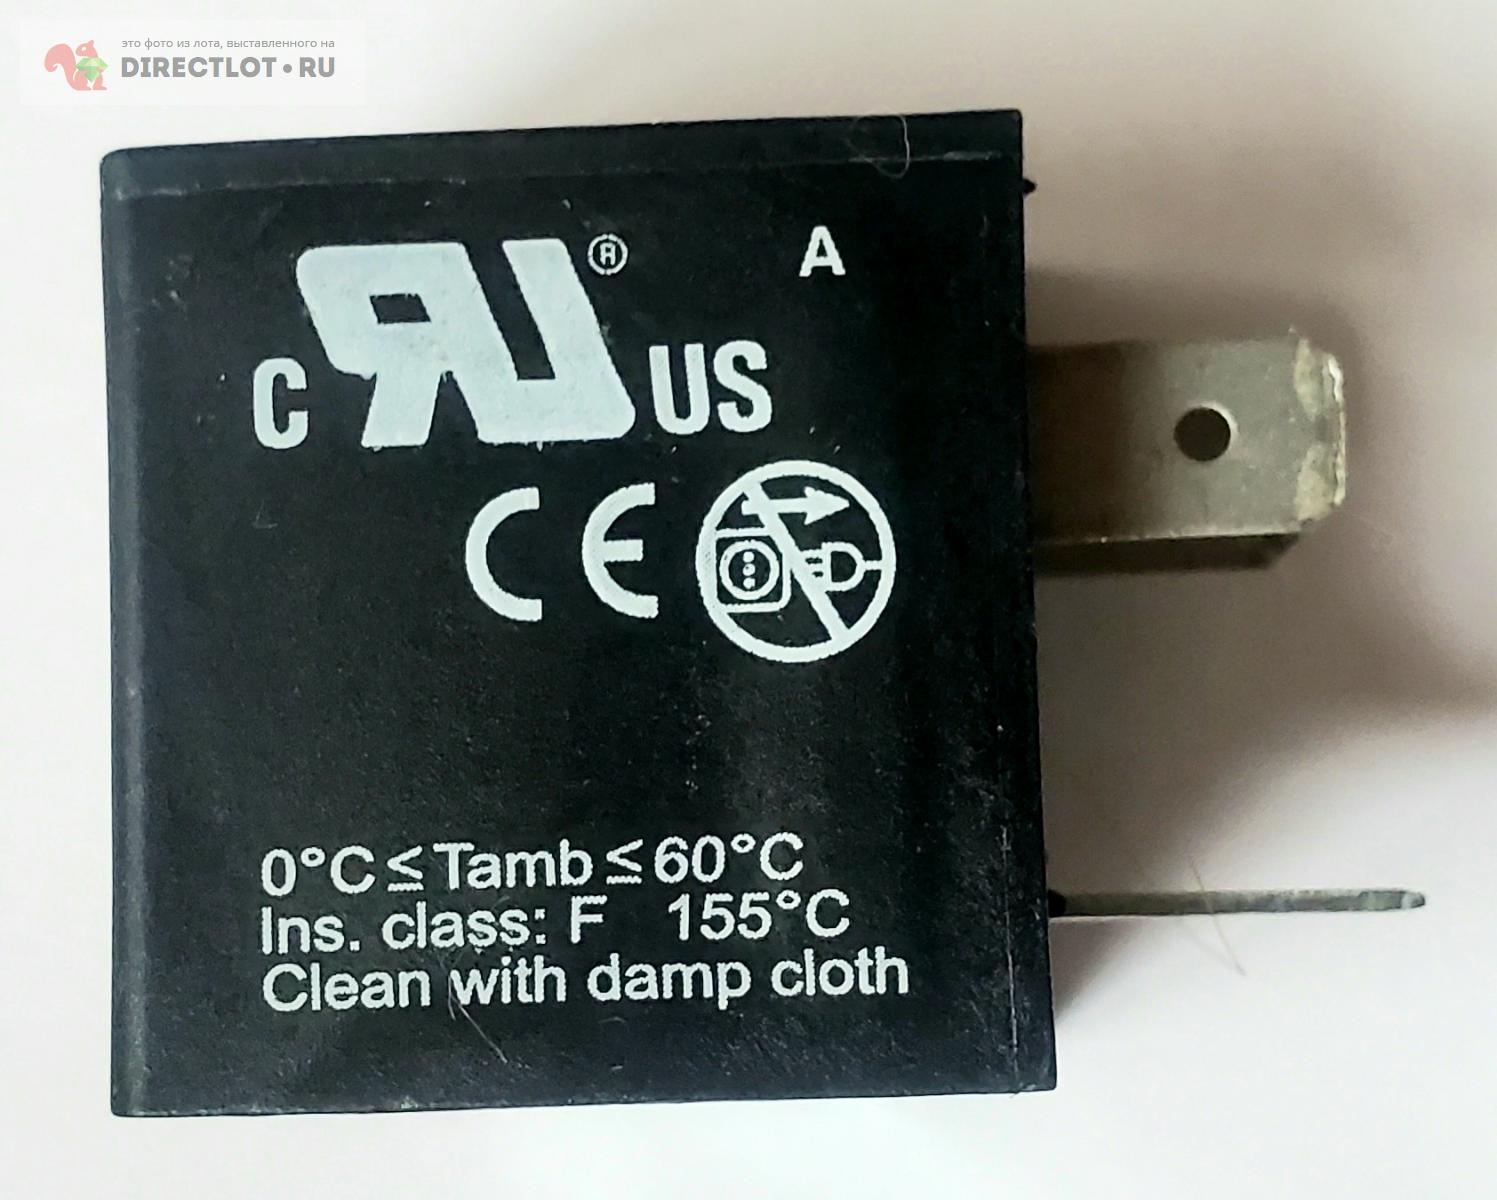 это фото из лота, выставленного на
DIRECTLOT•RU
A
c RU® US
CE
0°C≤Tamb≤60°C
Ins. class: F 155°C
Clean with damp cloth